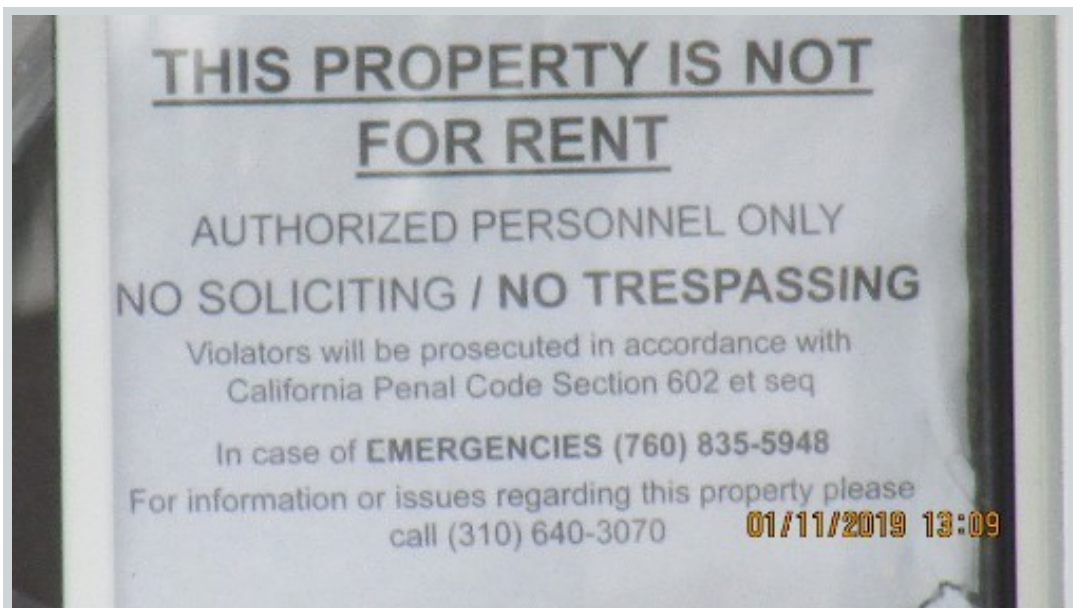 THIS PROPERTY IS NOT
FOR RENT
AUTHORIZED PERSONNEL ONLY
NO SOLICITING / NO TRESPASSING
Violators will be prosecuted in accordance with
California Penal Code Section 602 et seq
In case of EMERGENCIES (760) 835-5948
For information or issues regarding this property please
call (310) 640-3070
01/11/2019 13:09